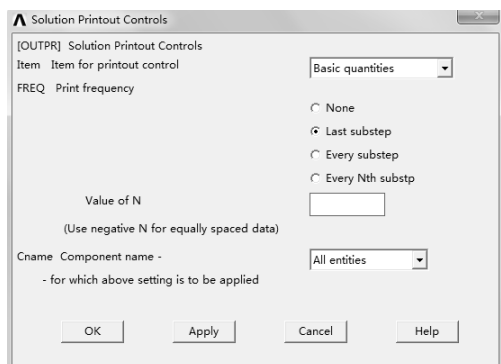 Solution Printout Controls
[OUTPR] Solution Printout Controls
Item Item for printout control
Basic quantities
FREQ Print frequency
None
Last substep
Every substep
Every Nth substp
Value of N
(Use negative N for equally spaced data)
Cname Component name -
All entities
- for which above setting is to be applied
OK Apply Cancel Help